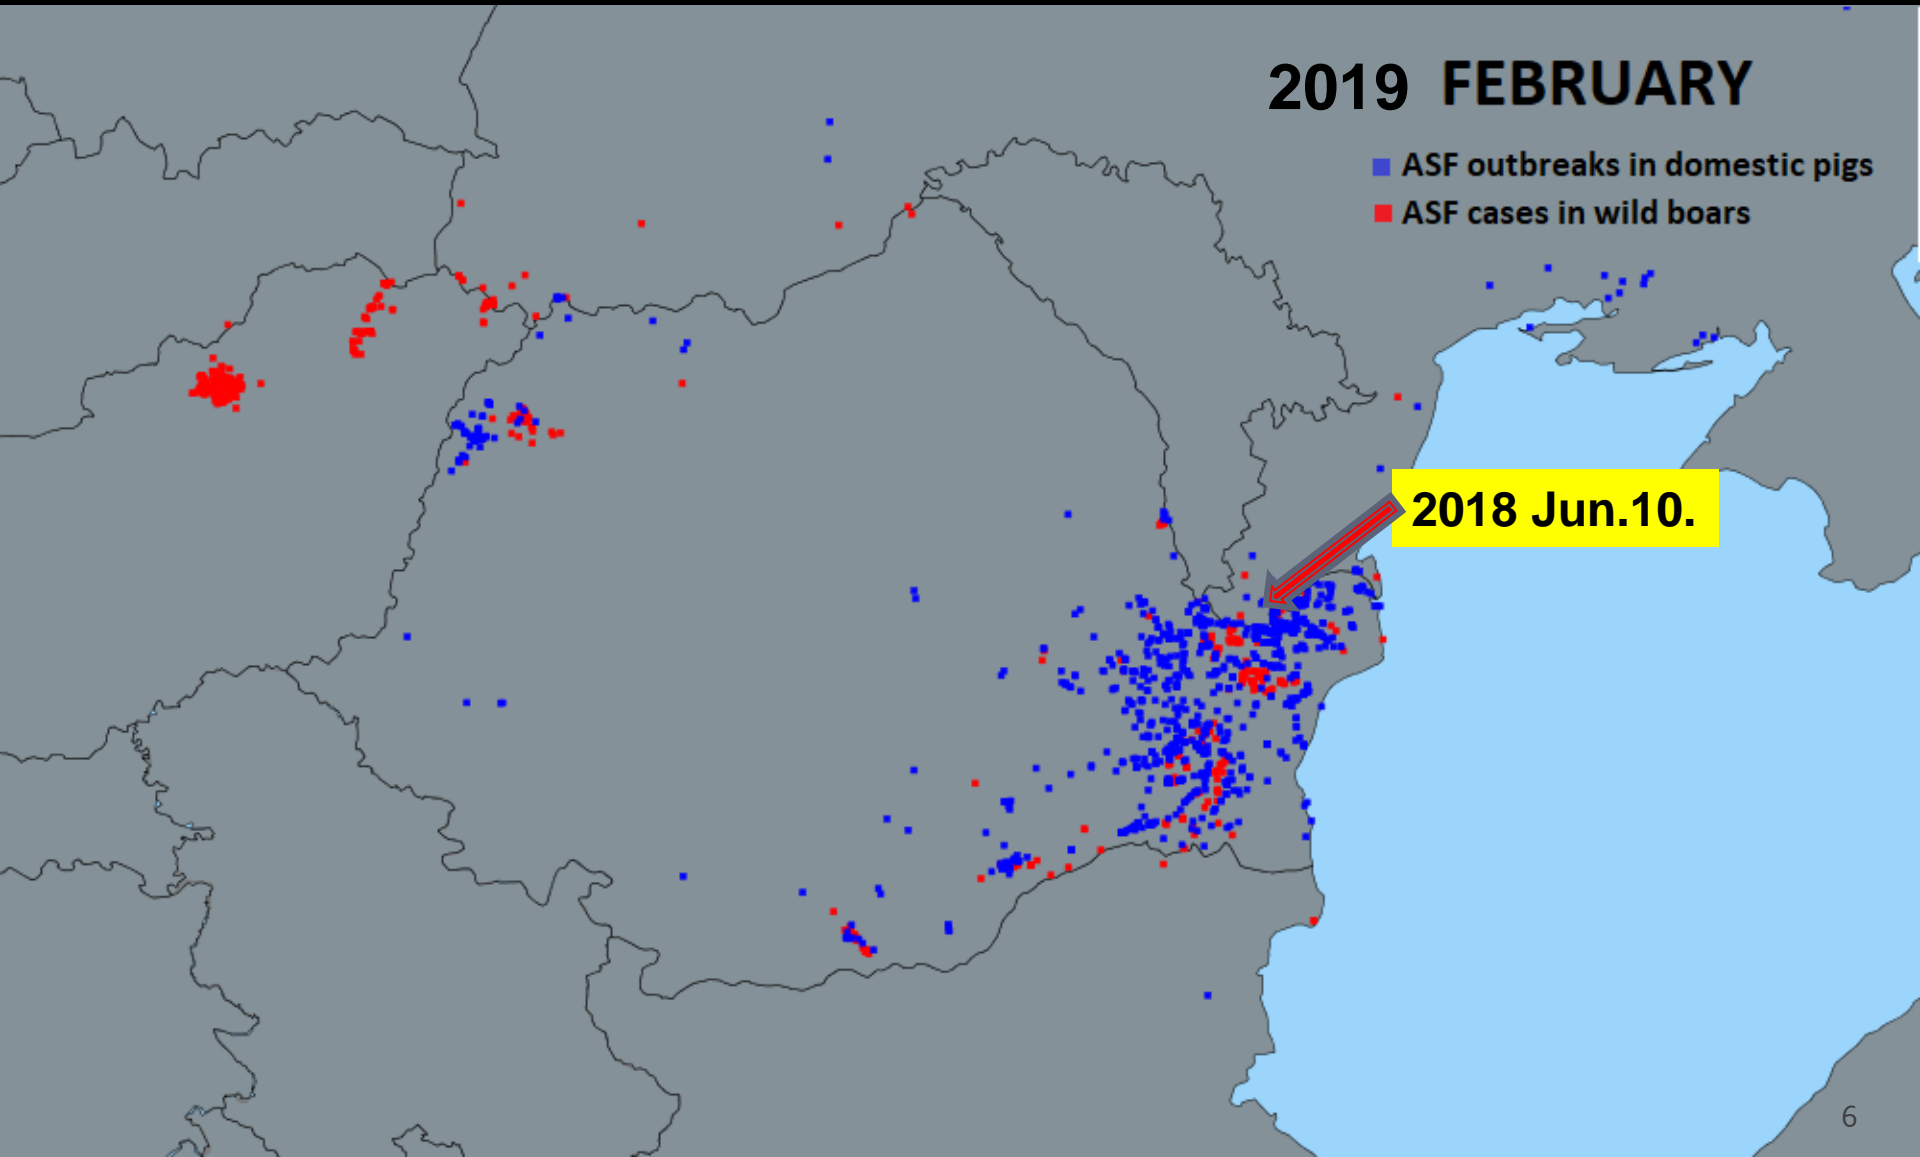 2019 FEBRUARY
ASF outbreaks in domestic pigs
ASF cases in wild boars
2018 Jun.10.
6